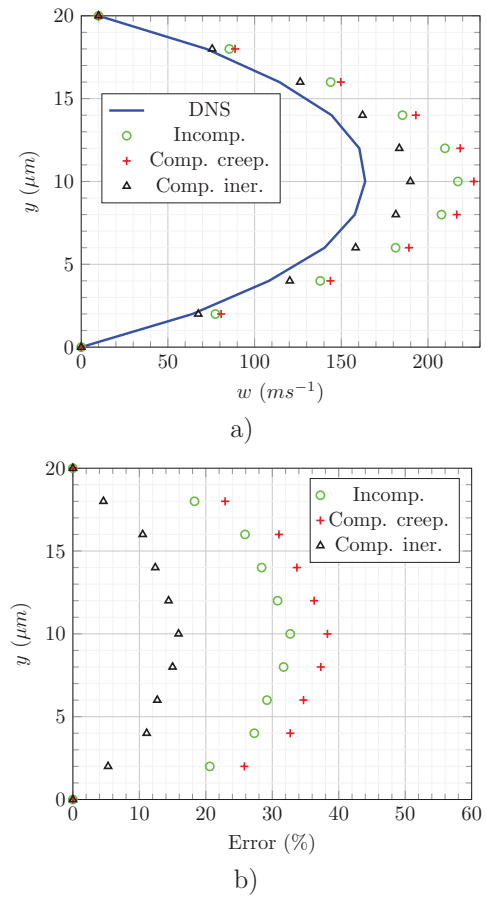 20
15
10
5
0
y (μm)
DNS
Incomp.
Comp. creep.
Comp. iner.
0
50
100
150
200
w (ms⁻¹)
a)
20
15
10
5
0
y (μm)
Incomp.
Comp. creep.
Comp. iner.
0
10
20
30
40
50
60
Error (%)
b)